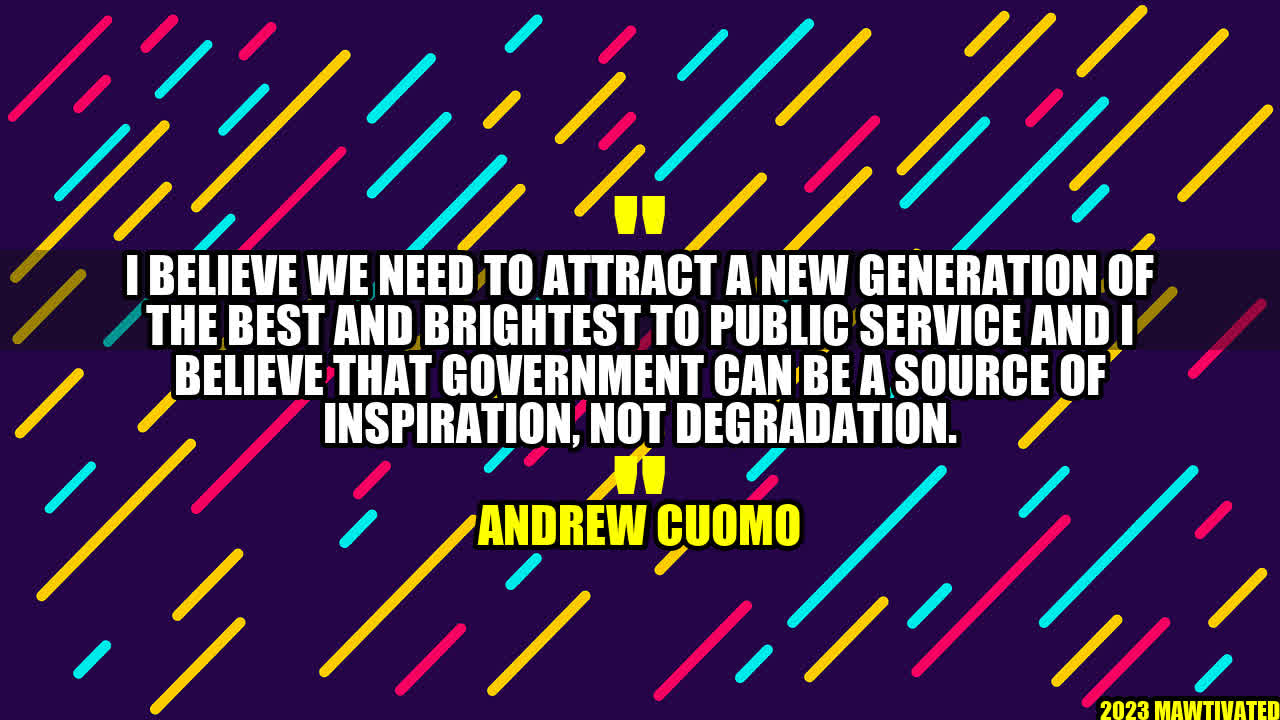 "
I BELIEVE WE NEED TO ATTRACT A NEW GENERATION OF
THE BEST AND BRIGHTEST TO PUBLIC SERVICE AND I
BELIEVE THAT GOVERNMENT CAN BE A SOURCE OF
INSPIRATION, NOT DEGRADATION.
"
ANDREW CUOMO
2023 MAWTIVATED